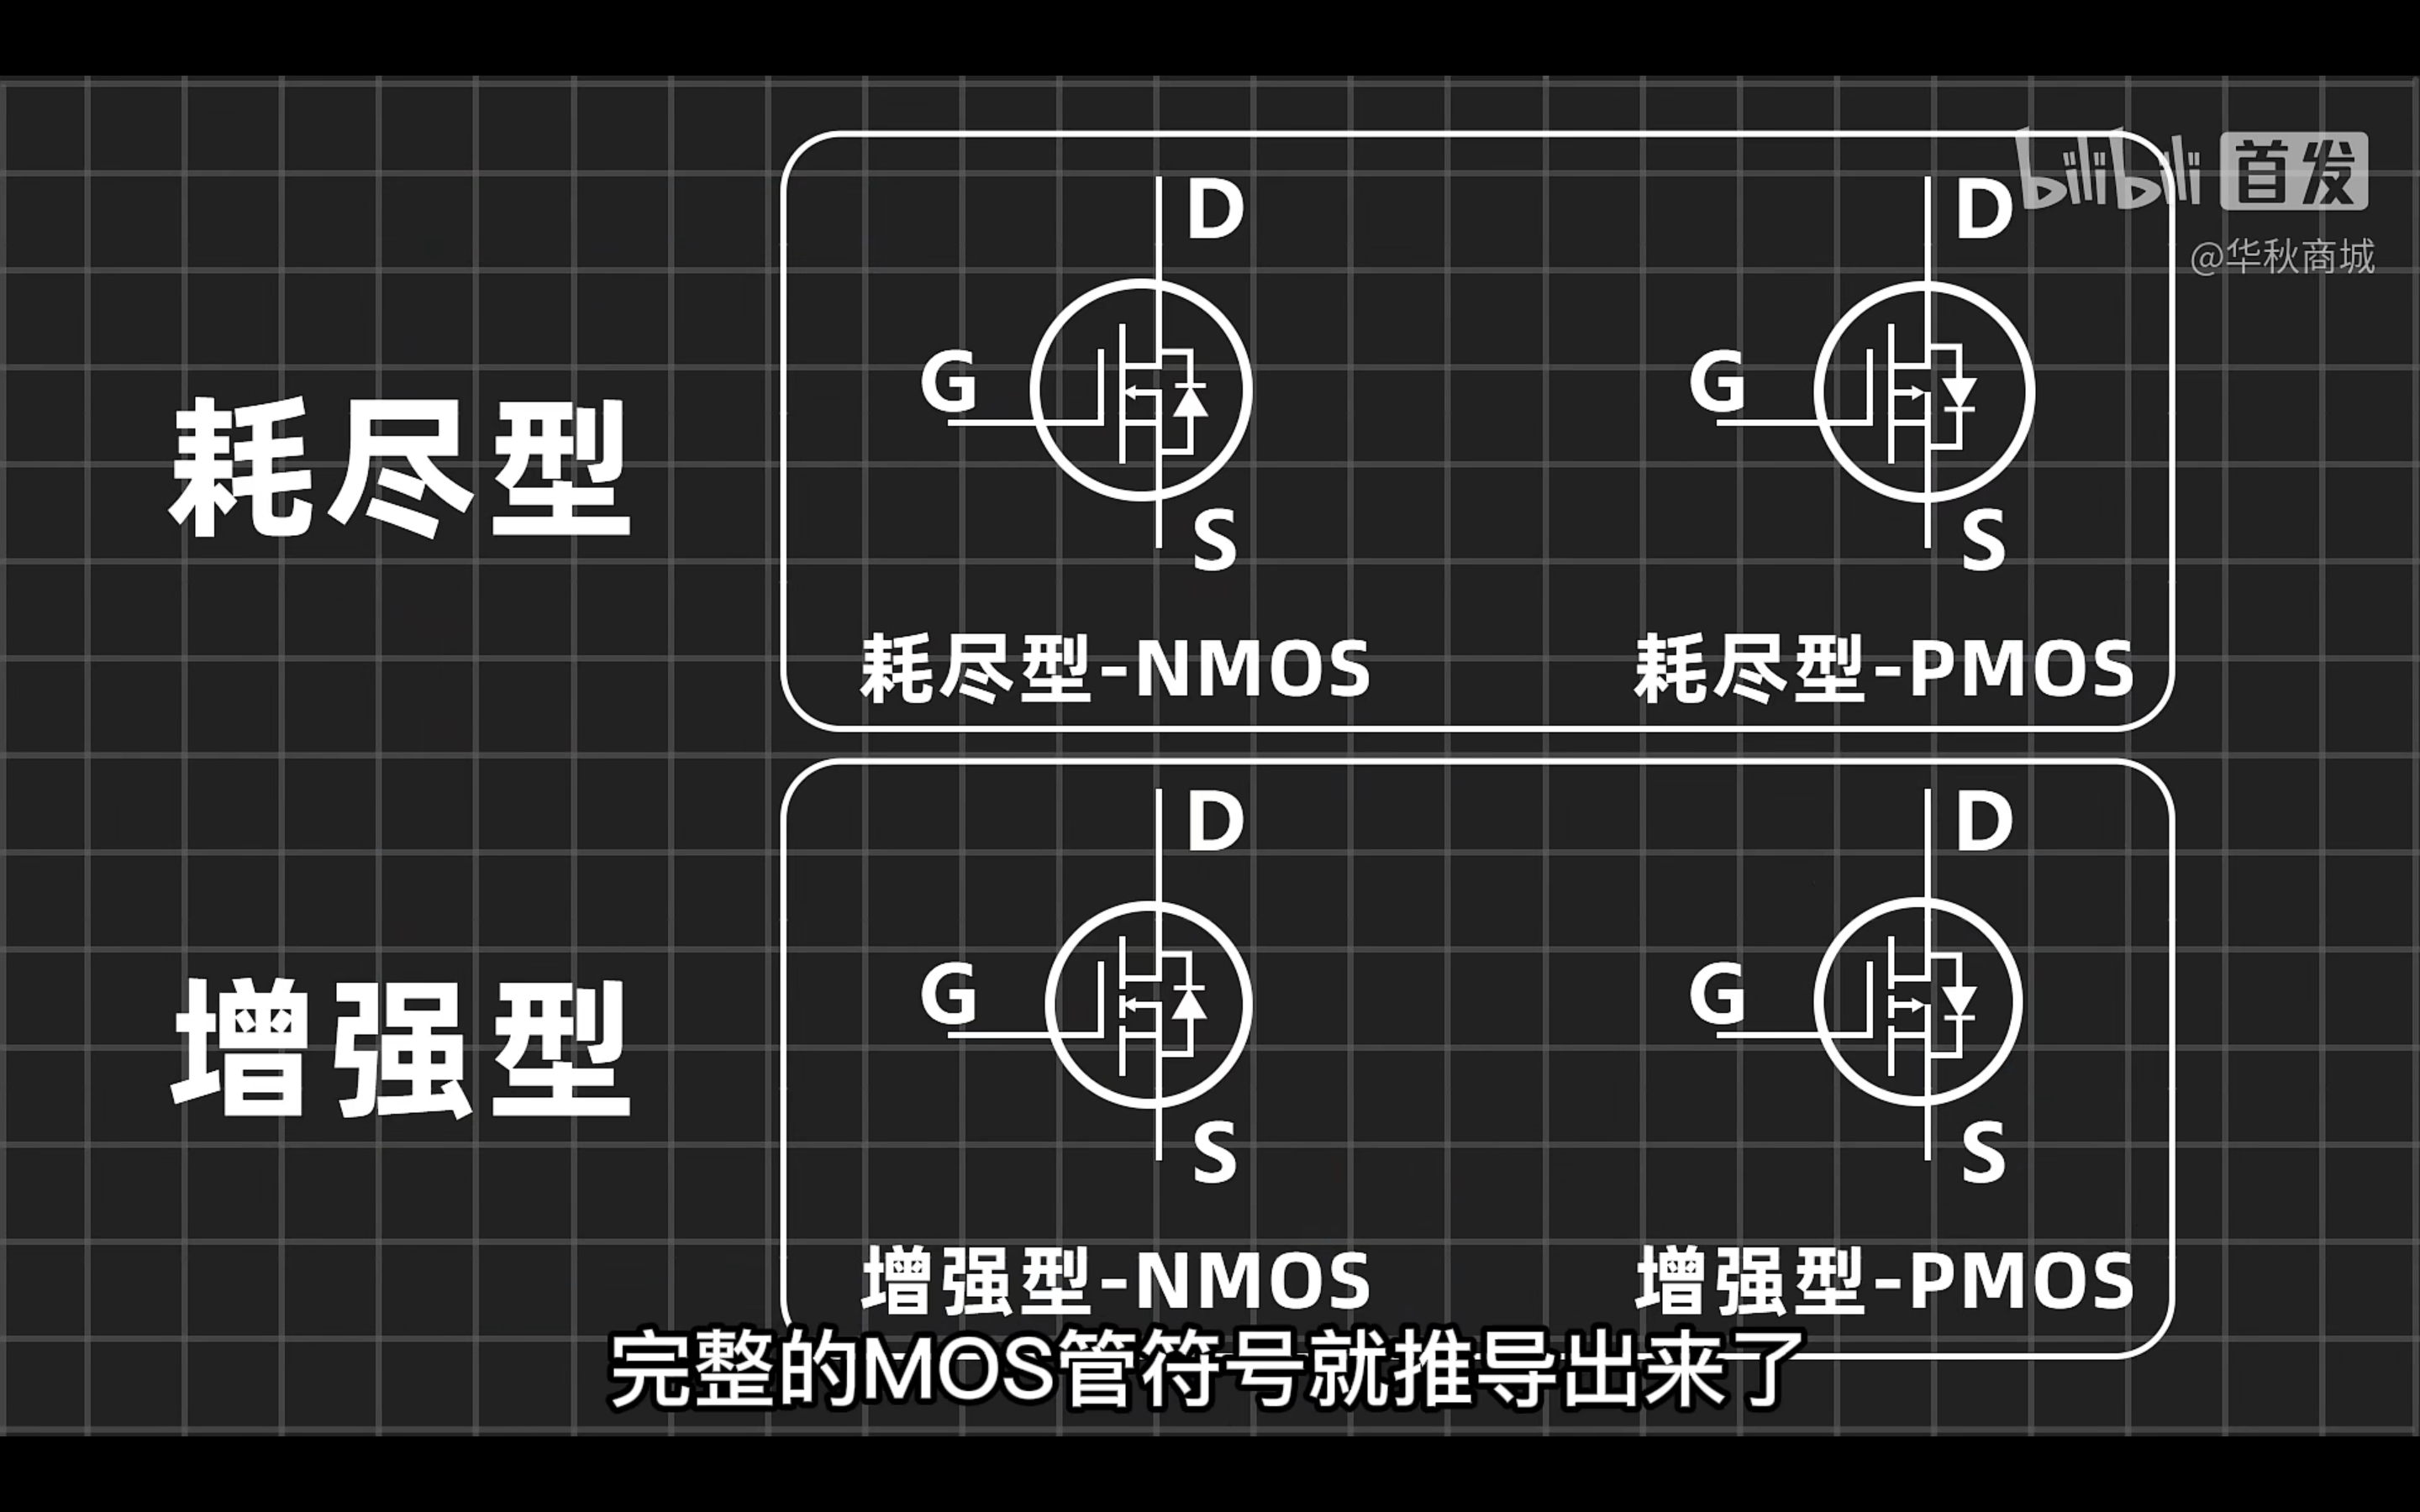 bilibili 首发
@华秋商城
耗尽型
D
G
S
耗尽型-NMOS
D
G
S
耗尽型-PMOS
增强型
D
G
S
增强型-NMOS
D
G
S
增强型-PMOS
完整的MOS管符号就推导出来了